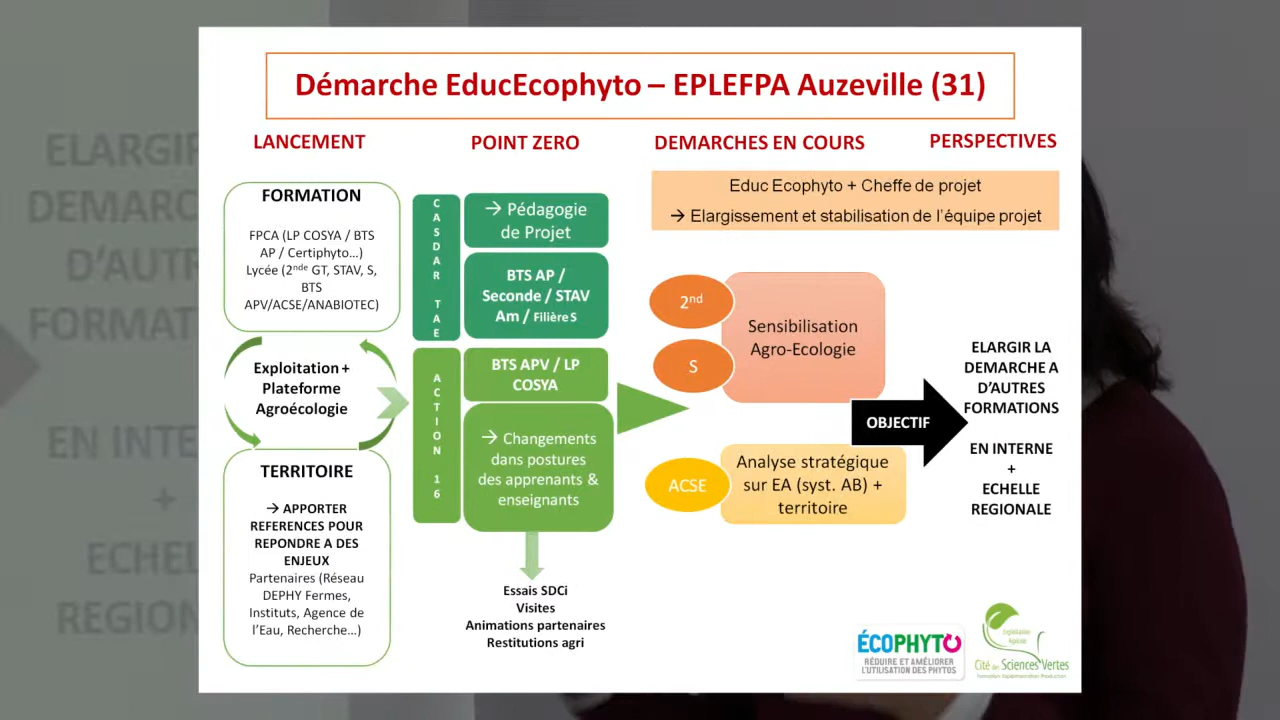 Démarche EducEcophyto – EPLEFPA Auzeville (31)
LANCEMENT
POINT ZERO
DEMARCHES EN COURS
PERSPECTIVES
FORMATION
FPCA (LP COSYA / BTS
AP / Certiphyto…)
Lycée (2nde GT, STAV, S,
BTS
APV/ACSE/ANABIOTEC)
Exploitation +
Plateforme
Agroécologie
TERRITOIRE
→ APPORTER
REFERENCES POUR
REPONDRE A DES
ENJEUX
Partenaires (Réseau
DEPHY Fermes,
Instituts, Agence de
l’Eau, Recherche…)
CASDAR TAE
→ Pédagogie
de Projet
BTS AP /
Seconde / STAV
Am / Filière S
ACTION 16
BTS APV / LP
COSYA
→ Changements
dans postures
des apprenants &
enseignants
Essais SDCi
Visites
Animations partenaires
Restitutions agri
Educ Ecophyto + Cheffe de projet
→ Elargissement et stabilisation de l’équipe projet
2nd
S
Sensibilisation
Agro-Ecologie
ACSE
Analyse stratégique
sur EA (syst. AB) +
territoire
OBJECTIF
ELARGIR LA
DEMARCHE A
D’AUTRES
FORMATIONS
EN INTERNE
+
ECHELLE
REGIONALE
ÉCOPHYTO
RÉDUIRE ET AMÉLIORER
L’UTILISATION DES PHYTOS
Exploitation
Agricole
Cité des Sciences Vertes
Formation Expérimentation Production
ELARGIR
DEMARC
D’AUTR
FORMAT
EN INTE
+
ECHE
REGION